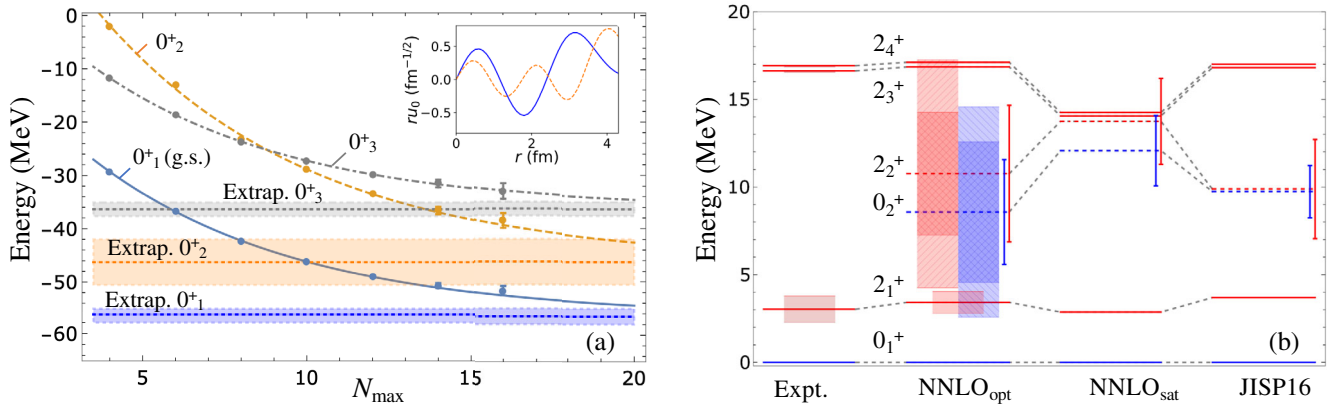 0
−10
−20
−30
−40
−50
−60
Energy (MeV)
0⁺₂
0⁺₃
0⁺₁ (g.s.)
Extrap. 0⁺₃
Extrap. 0⁺₂
Extrap. 0⁺₁
(a)
5
10
15
20
N_max
0.5
0.0
−0.5
ru₀ (fm⁻¹/²)
0
2
4
r (fm)
20
15
10
5
0
Energy (MeV)
2₄⁺
2₃⁺
2₂⁺
0₂⁺
2₁⁺
0₁⁺
(b)
Expt.
NNLO_opt
NNLO_sat
JISP16